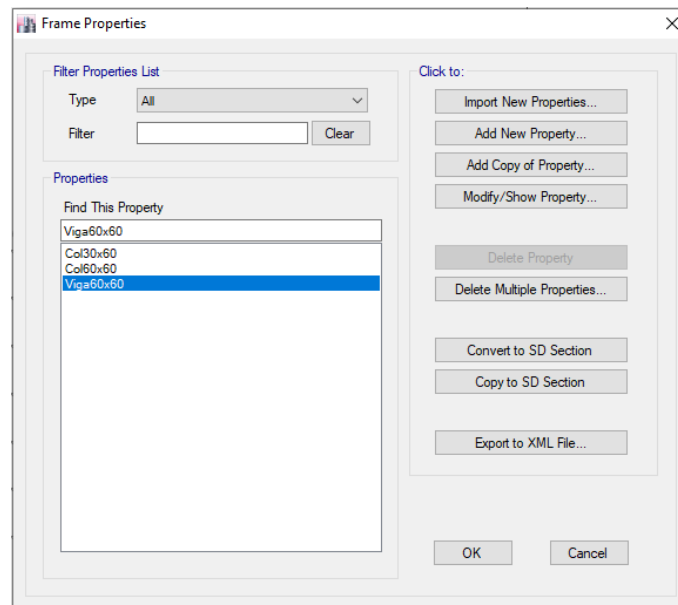 Frame Properties
Filter Properties List
Type
All
Filter
Clear
Properties
Find This Property
Viga60x60
Col30x60
Col60x60
Viga60x60
Click to:
Import New Properties...
Add New Property...
Add Copy of Property...
Modify/Show Property...
Delete Property
Delete Multiple Properties...
Convert to SD Section
Copy to SD Section
Export to XML File...
OK
Cancel